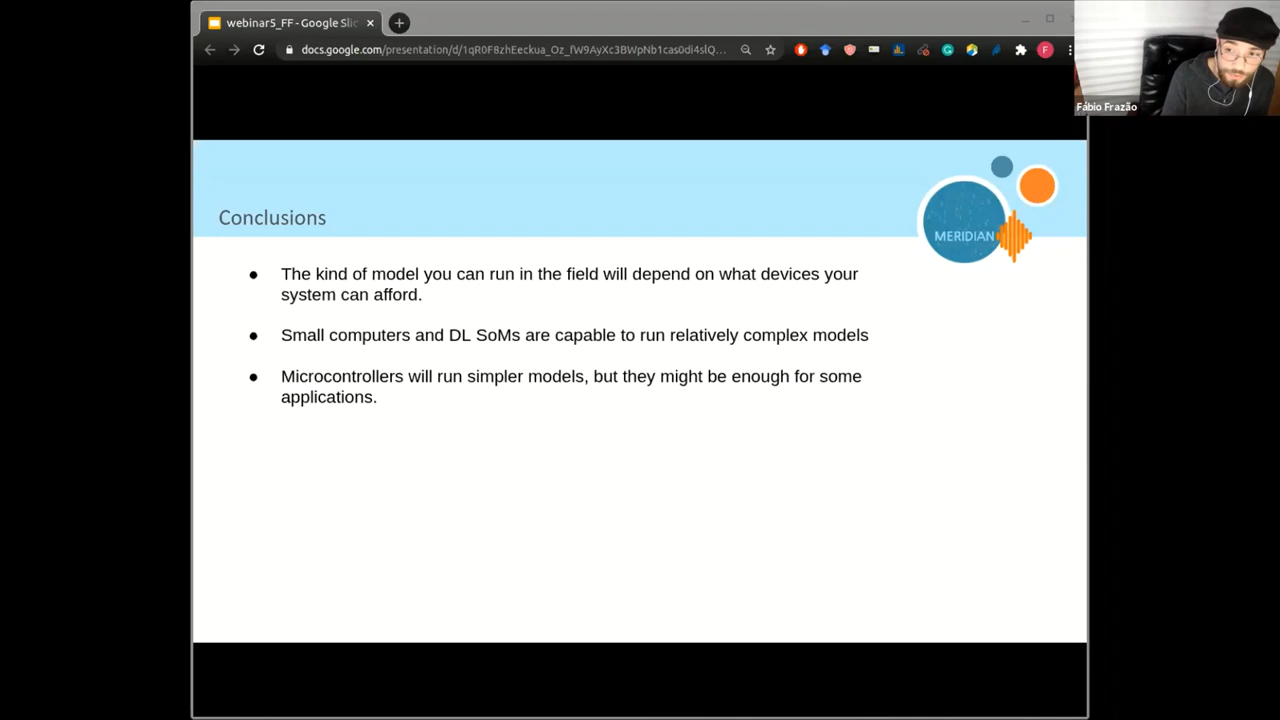 webinar5_FF - Google Slic
docs.google.com/presentation/d/1qR0F8zhEeckua_Oz_fW9AyXc3BWpNb1cas0di4slQ...
F
Fábio Frazão
Conclusions
MERIDIAN
● The kind of model you can run in the field will depend on what devices your
system can afford.
● Small computers and DL SoMs are capable to run relatively complex models
● Microcontrollers will run simpler models, but they might be enough for some
applications.